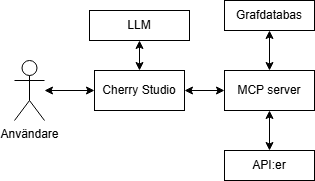 LLM
Grafdatabas
Cherry Studio
MCP server
Användare
API:er